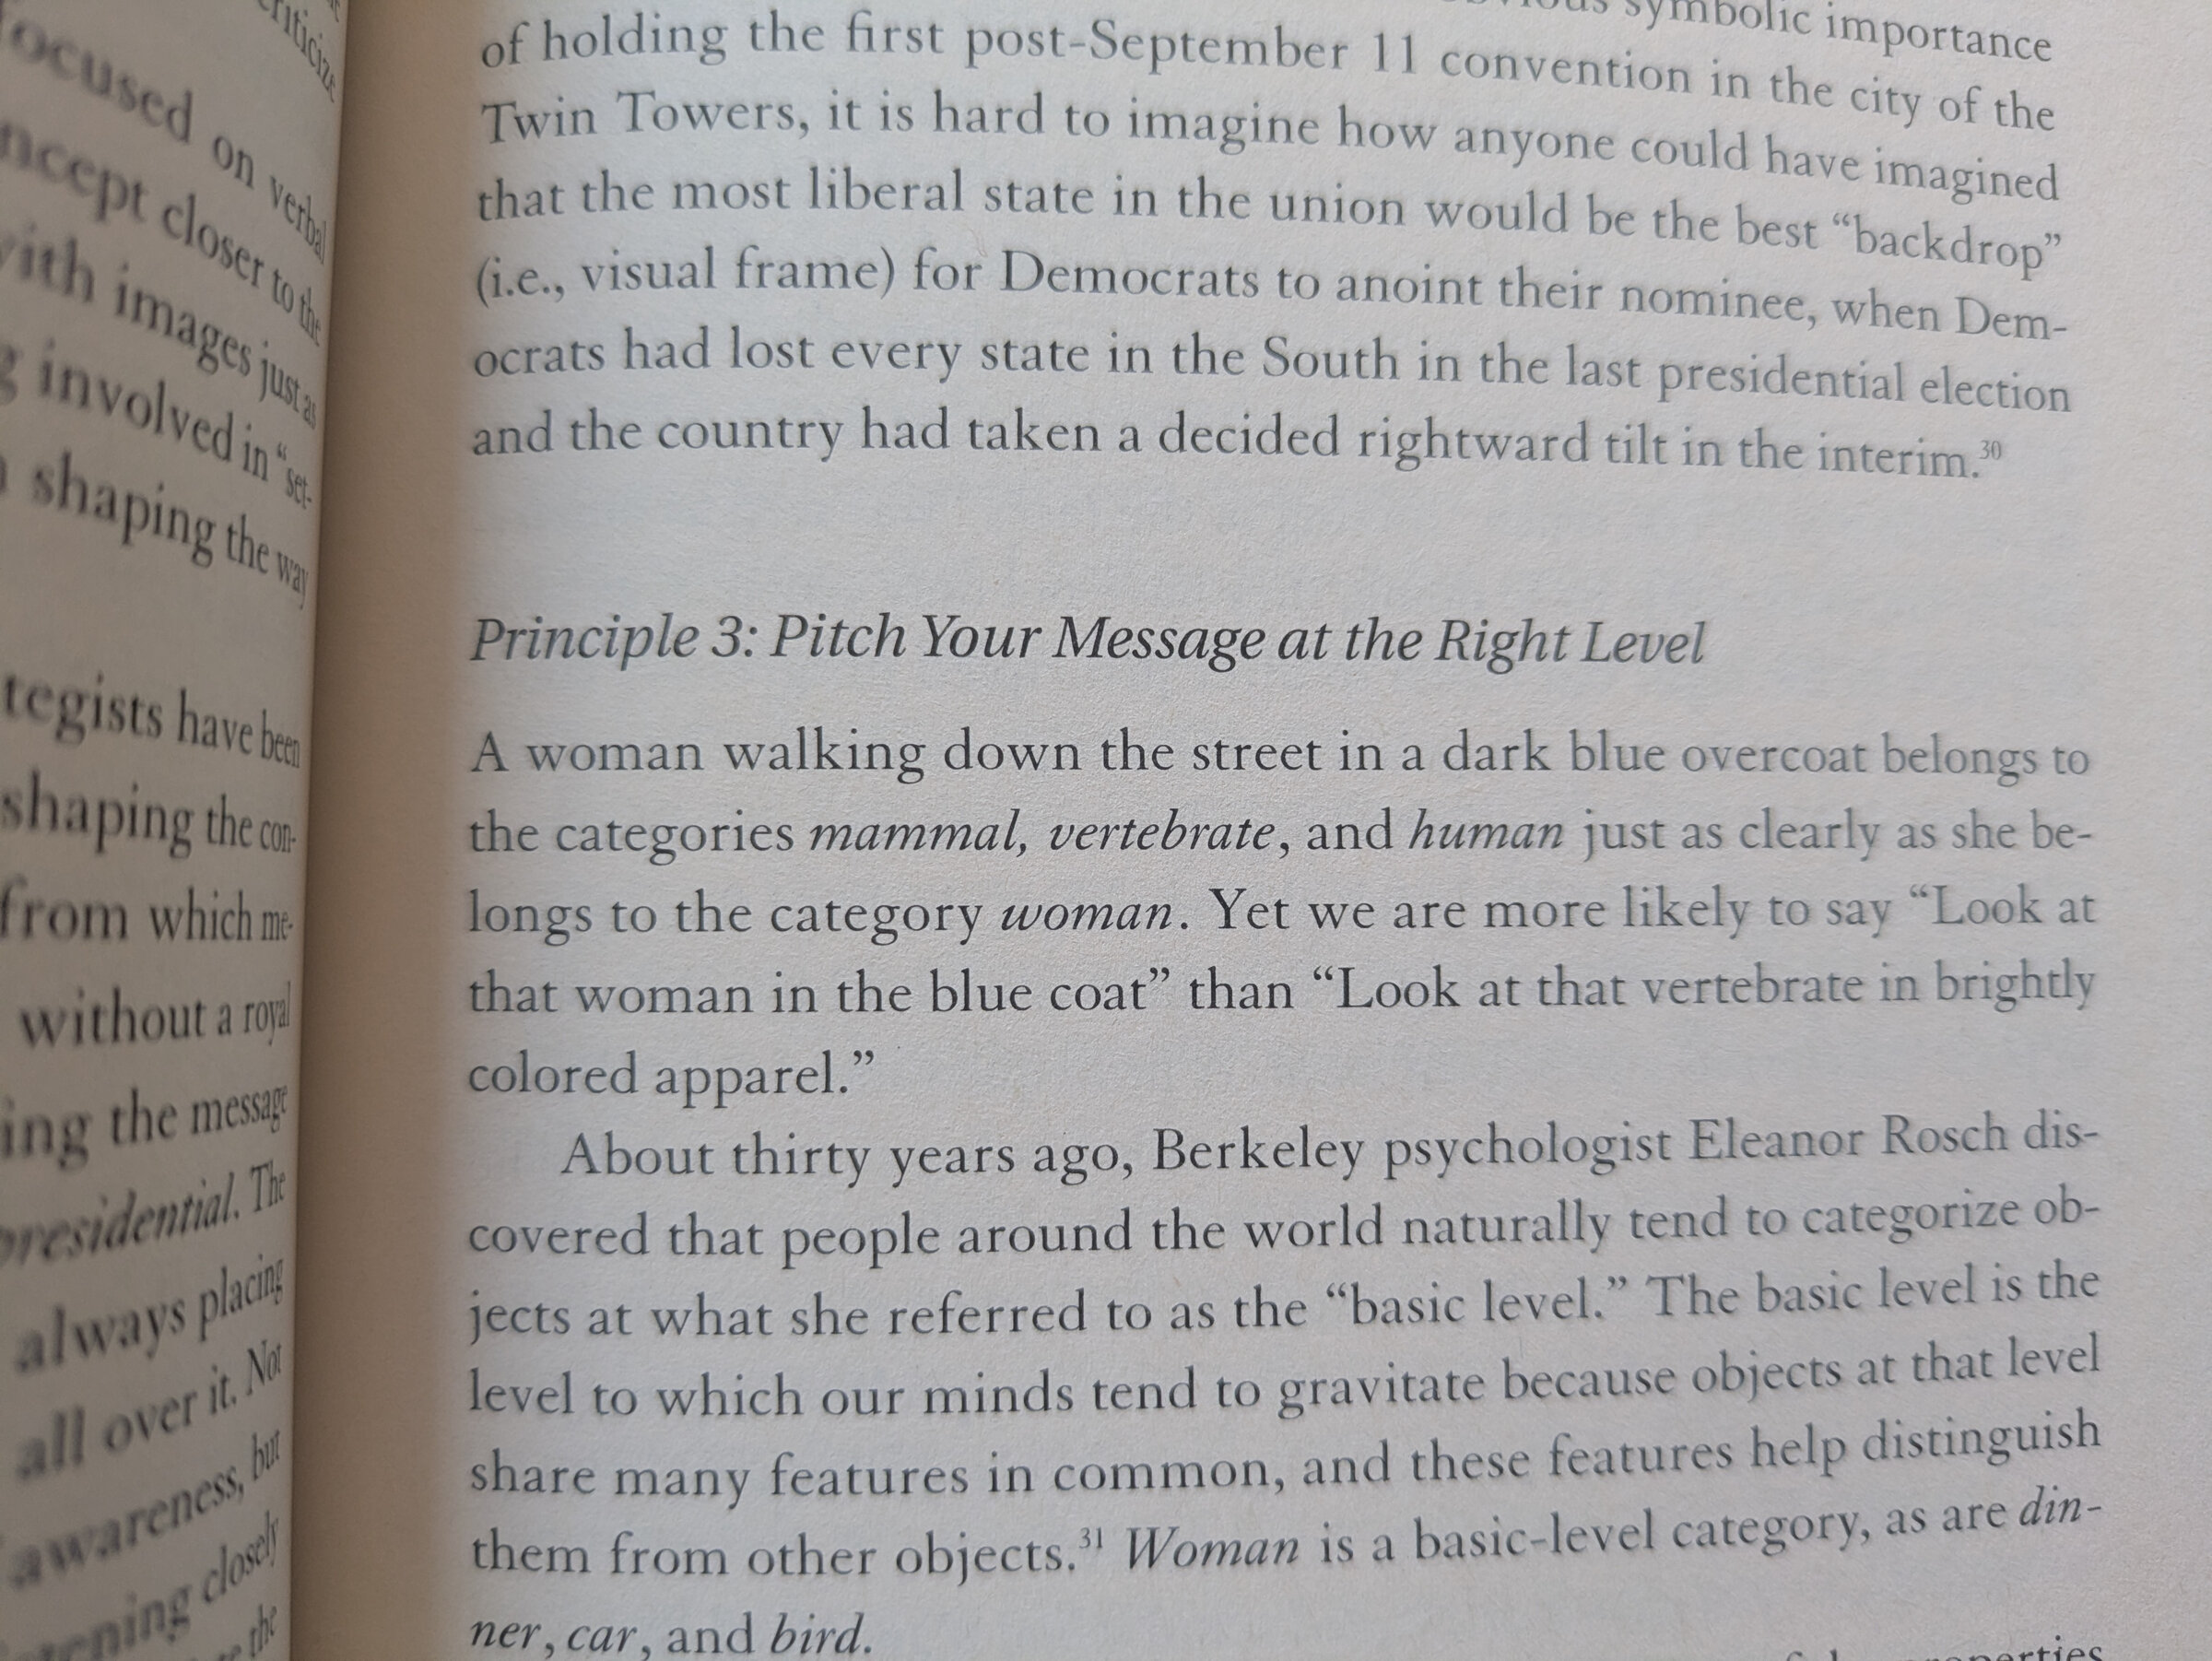 criticize
focused on verbal
closer to the
with images just as
involved in “set-
shaping the way
have been
shaping the con-
from which me-
without a royal
ing the message
presidential. The
always placing
all over it. Not
awareness, but
closely
the
symbolic importance
of holding the first post-September 11 convention in the city of the
Twin Towers, it is hard to imagine how anyone could have imagined
that the most liberal state in the union would be the best “backdrop”
(i.e., visual frame) for Democrats to anoint their nominee, when Dem-
ocrats had lost every state in the South in the last presidential election
and the country had taken a decided rightward tilt in the interim.30
Principle 3: Pitch Your Message at the Right Level
A woman walking down the street in a dark blue overcoat belongs to
the categories mammal, vertebrate, and human just as clearly as she be-
longs to the category woman. Yet we are more likely to say “Look at
that woman in the blue coat” than “Look at that vertebrate in brightly
colored apparel.”
About thirty years ago, Berkeley psychologist Eleanor Rosch dis-
covered that people around the world naturally tend to categorize ob-
jects at what she referred to as the “basic level.” The basic level is the
level to which our minds tend to gravitate because objects at that level
share many features in common, and these features help distinguish
them from other objects.31 Woman is a basic-level category, as are din-
ner, car, and bird.